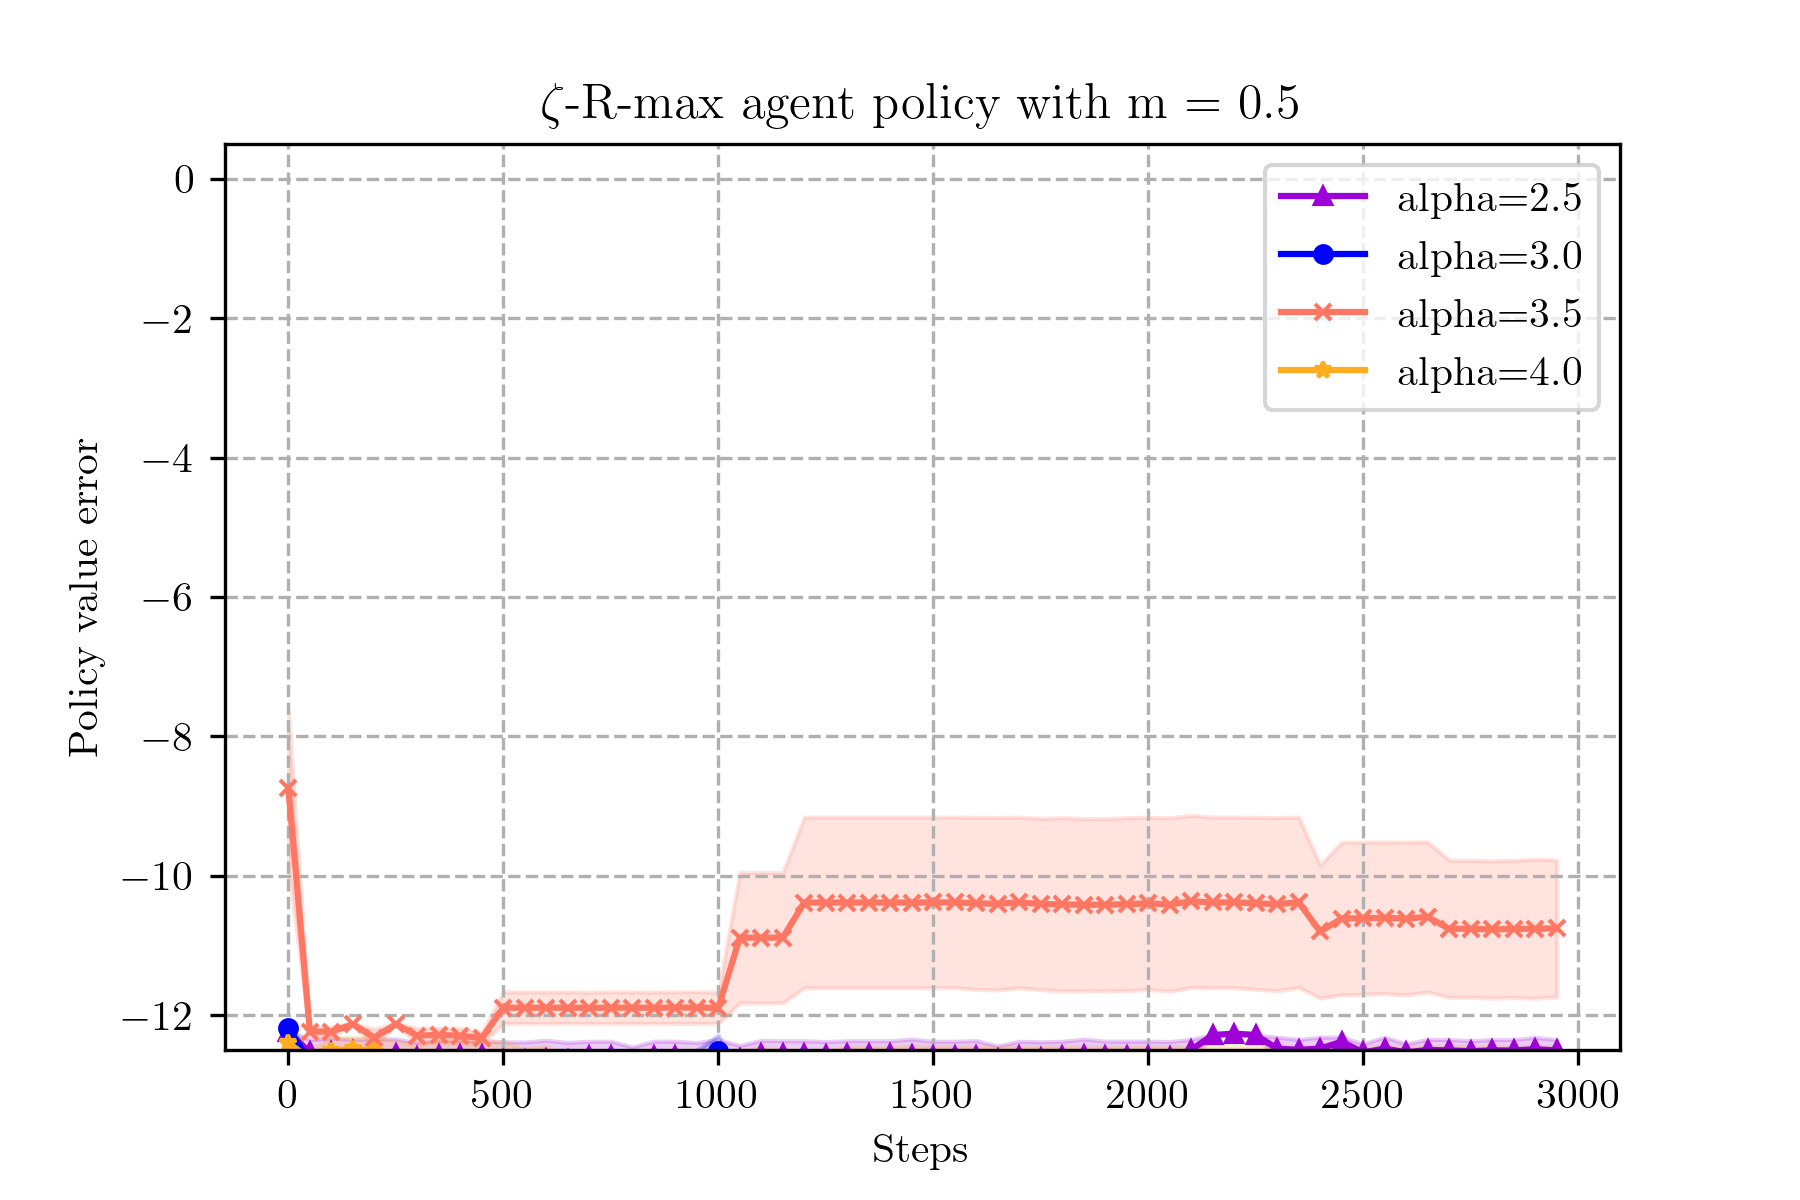 ζ-R-max agent policy with m = 0.5
alpha=2.5
alpha=3.0
alpha=3.5
alpha=4.0
Policy value error
0
−2
−4
−6
−8
−10
−12
0 500 1000 1500 2000 2500 3000
Steps